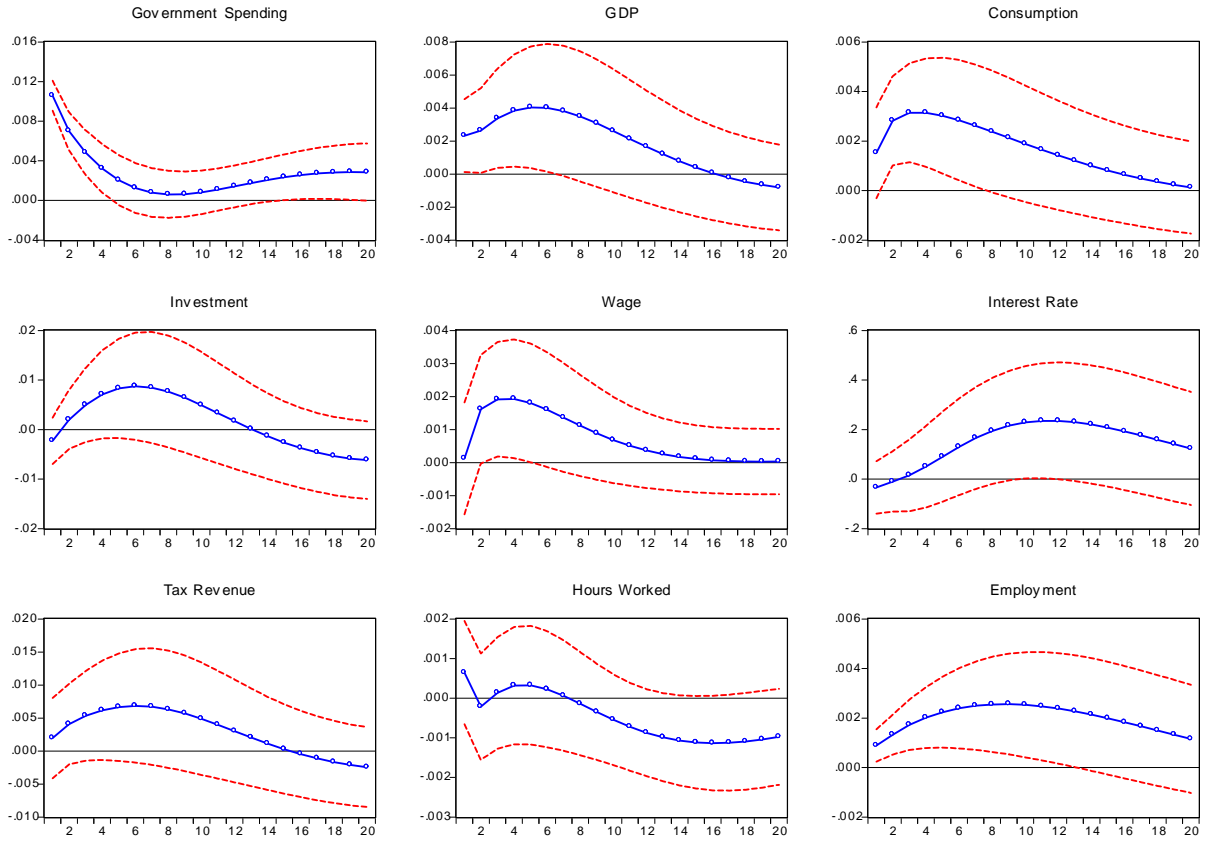 Government Spending
.016
.012
.008
.004
.000
-.004
2 4 6 8 10 12 14 16 18 20
GDP
.008
.006
.004
.002
.000
-.002
-.004
2 4 6 8 10 12 14 16 18 20
Consumption
.006
.004
.002
.000
-.002
2 4 6 8 10 12 14 16 18 20
Investment
.02
.01
.00
-.01
-.02
2 4 6 8 10 12 14 16 18 20
Wage
.004
.003
.002
.001
.000
-.001
-.002
2 4 6 8 10 12 14 16 18 20
Interest Rate
.6
.4
.2
.0
-.2
2 4 6 8 10 12 14 16 18 20
Tax Revenue
.020
.015
.010
.005
.000
-.005
-.010
2 4 6 8 10 12 14 16 18 20
Hours Worked
.002
.001
.000
-.001
-.002
-.003
2 4 6 8 10 12 14 16 18 20
Employment
.006
.004
.002
.000
-.002
2 4 6 8 10 12 14 16 18 20